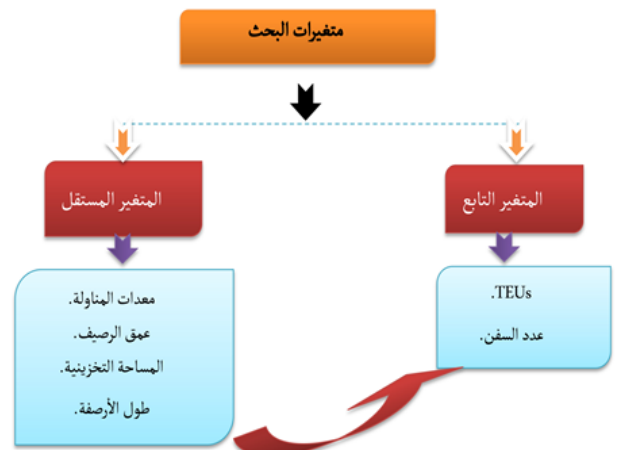 متغيرات البحث
المتغير المستقل
المتغير التابع
معدات المناولة.
عمق الرصيف.
المساحة التخزينية.
طول الأرصفة.
TEUs.
عدد السفن.